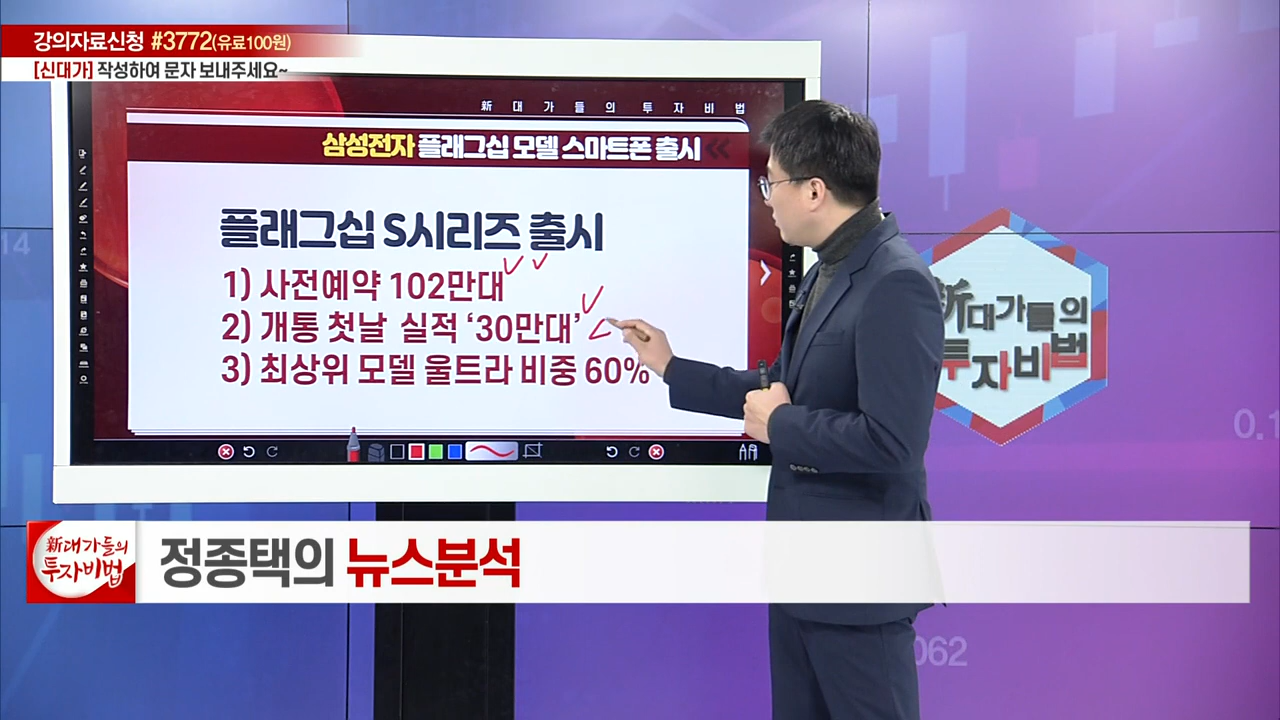 강의자료신청 #3772(유료100원)
[신대가] 작성하여 문자 보내주세요~
新대가들의투자비법
삼성전자 플래그십 모델 스마트폰 출시
플래그십 S시리즈 출시
1) 사전예약 102만대
2) 개통 첫날 실적 ‘30만대’
3) 최상위 모델 울트라 비중 60%
14
新대가들의
투자비법
0.1
新대가들의
투자비법
정종택의 뉴스분석
062